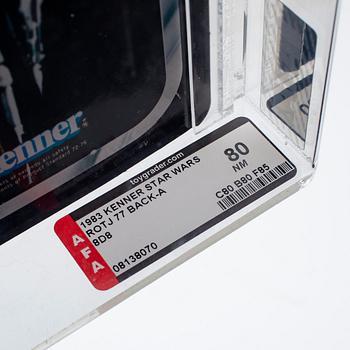 Kenner
toygrader.com
AFA
1983 KENNER STAR WARS
ROTJ 77 BACK-A
8D8
08138070
80
NM
C80 B90 F85